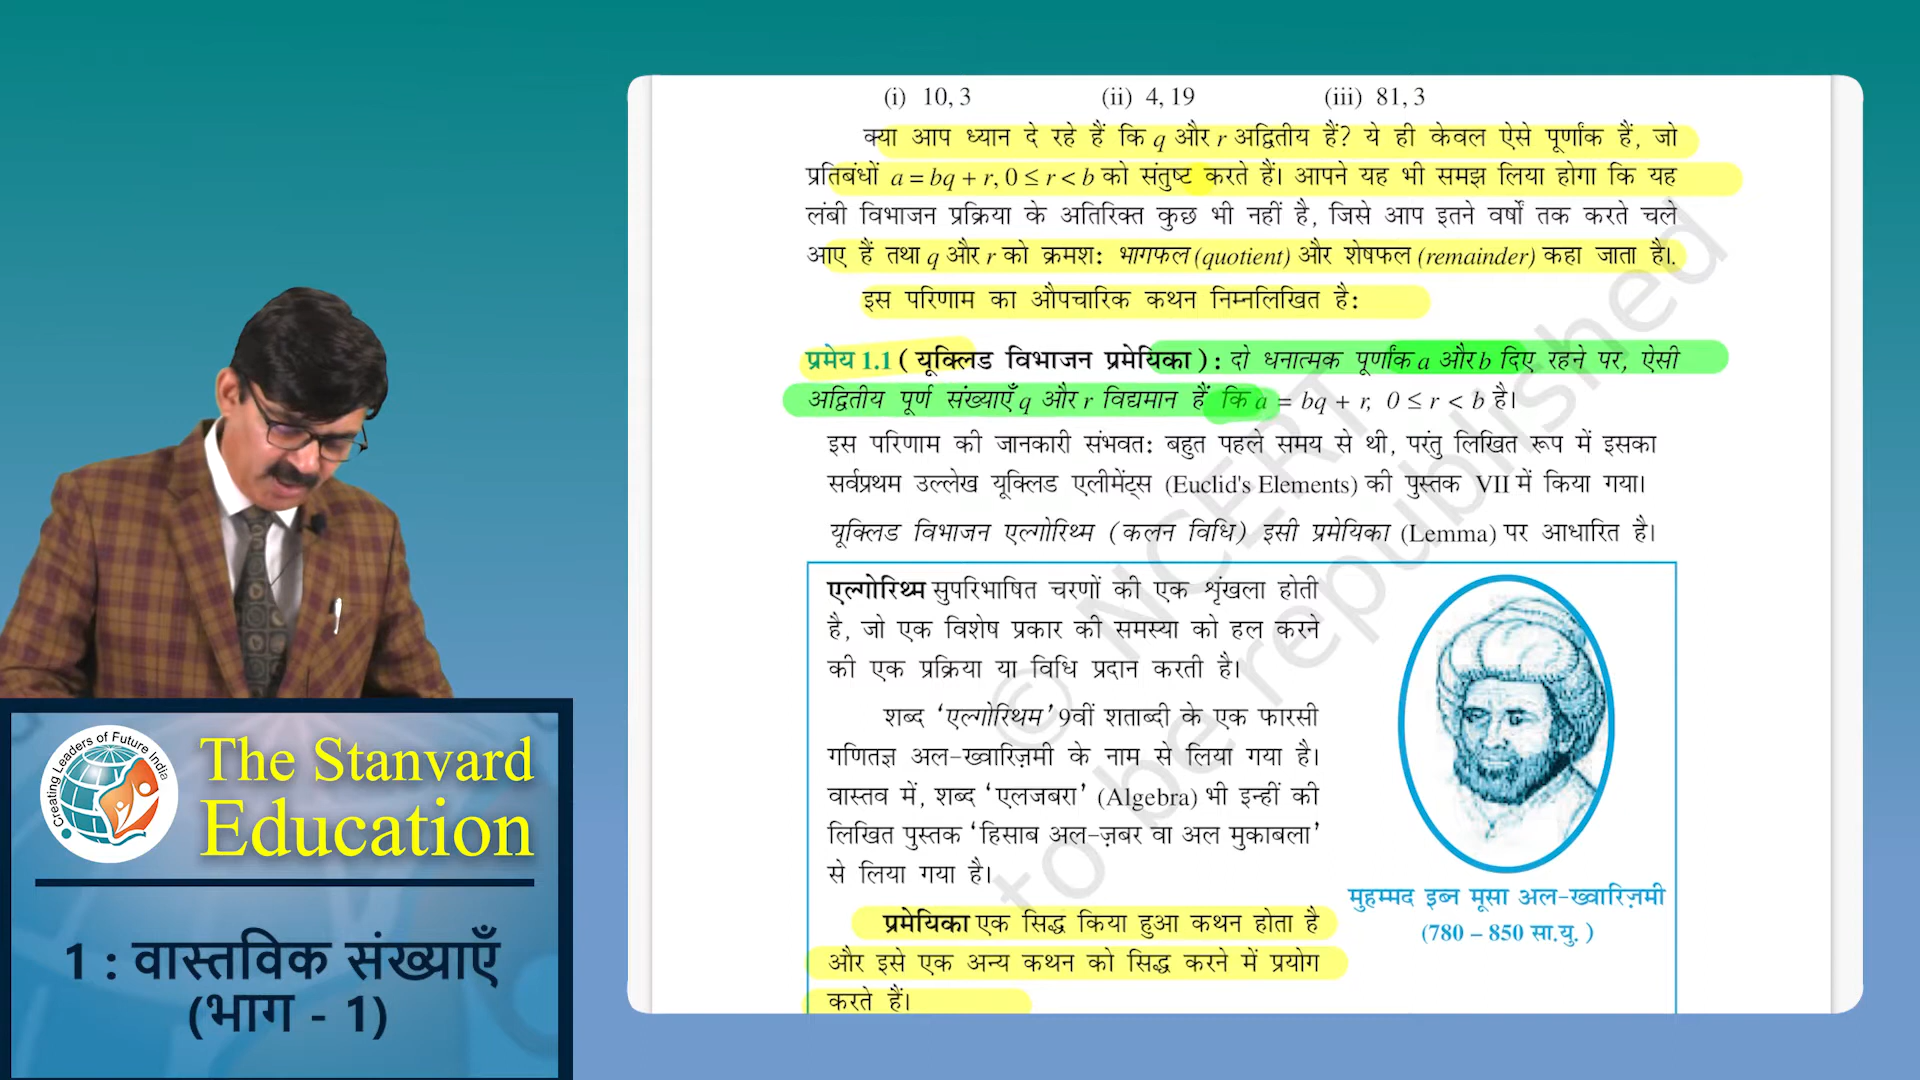 (i) 10, 3 (ii) 4, 19 (iii) 81, 3
क्या आप ध्यान दे रहे हैं कि q और r अद्वितीय हैं? ये ही केवल ऐसे पूर्णांक हैं, जो
प्रतिबंधों a = bq + r, 0 ≤ r < b को संतुष्ट करते हैं। आपने यह भी समझ लिया होगा कि यह
लंबी विभाजन प्रक्रिया के अतिरिक्त कुछ भी नहीं है, जिसे आप इतने वर्षों तक करते चले
आए हैं तथा q और r को क्रमश: भागफल (quotient) और शेषफल (remainder) कहा जाता है।.
इस परिणाम का औपचारिक कथन निम्नलिखित है:
प्रमेय 1.1 ( यूक्लिड विभाजन प्रमेयिका ) : दो धनात्मक पूर्णांक a और b दिए रहने पर, ऐसी
अद्वितीय पूर्ण संख्याएँ q और r विद्यमान हैं कि a = bq + r, 0 ≤ r < b है।
इस परिणाम की जानकारी संभवत: बहुत पहले समय से थी, परंतु लिखित रूप में इसका
सर्वप्रथम उल्लेख यूक्लिड एलीमेंट्स (Euclid's Elements) की पुस्तक VII में किया गया।
यूक्लिड विभाजन एल्गोरिथ्म (कलन विधि) इसी प्रमेयिका (Lemma) पर आधारित है।
एल्गोरिथ्म सुपरिभाषित चरणों की एक शृंखला होती
है, जो एक विशेष प्रकार की समस्या को हल करने
की एक प्रक्रिया या विधि प्रदान करती है।
शब्द ‘एल्गोरिथम’ 9वीं शताब्दी के एक फारसी
गणितज्ञ अल-ख्वारिज़मी के नाम से लिया गया है।
वास्तव में, शब्द ‘एलजबरा’ (Algebra) भी इन्हीं की
लिखित पुस्तक ‘हिसाब अल-ज़बर वा अल मुकाबला’
से लिया गया है।
प्रमेयिका एक सिद्ध किया हुआ कथन होता है
और इसे एक अन्य कथन को सिद्ध करने में प्रयोग
करते हैं।
मुहम्मद इब्न मूसा अल-ख्वारिज़मी
(780 – 850 सा.यु. )
© NCERT
to be republished
Creating Leaders of Future India
The Stanvard
Education
1 : वास्तविक संख्याएँ
(भाग - 1)